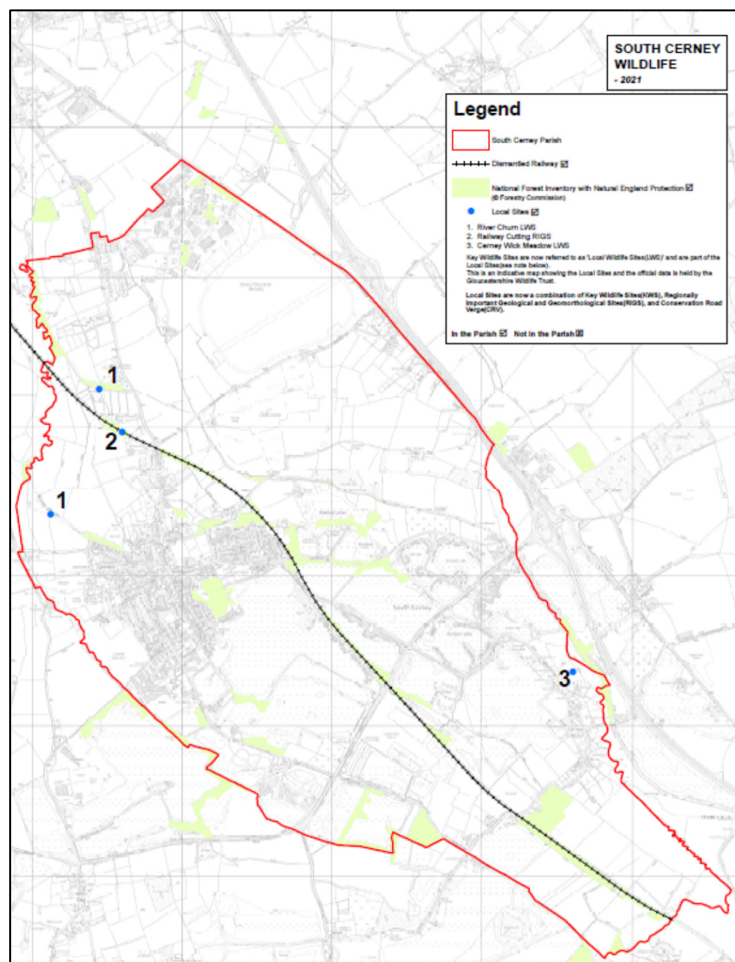 SOUTH CERNEY
WILDLIFE
- 2021
Legend
South Cerney Parish
Dismantled Railway ☑
National Forest Inventory with Natural England Protection ☑
(© Forestry Commission)
Local Sites ☑
1. River Churn LWS
2. Railway Cutting RIGS
3. Cerney Wick Meadow LWS
Key Wildlife Sites are now referred to as 'Local Wildlife Sites(LWS)' and are part of the
Local Sites(see note below).
This is an indicative map showing the Local Sites and the official data is held by the
Gloucestershire Wildlife Trust.
Local Sites are now a combination of Key Wildlife Sites(KWS), Regionally
Important Geological and Geomorthological Sites(RIGS), and Conservation Road
Verge(CRV).
In the Parish ☑ Not in the Parish ☒
1
2
1
South Cerney
3